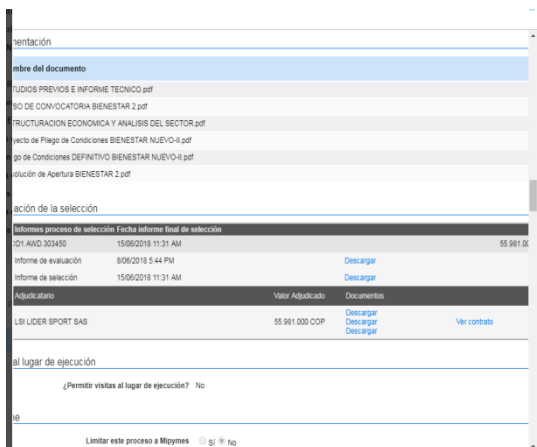 nentación
mbre del documento
TUDIOS PREVIOS E INFORME TECNICO.pdf
SO DE CONVOCATORIA BIENESTAR 2.pdf
TRUCTURACION ECONOMICA Y ANALISIS DEL SECTOR.pdf
yecto de Pliego de Condiciones BIENESTAR NUEVO-II.pdf
go de Condiciones DEFINITIVO BIENESTAR NUEVO-II.pdf
olución de Apertura BIENESTAR 2.pdf
ación de la selección
Informes proceso de selección Fecha informe final de selección
CO1.AWD.303450 15/06/2018 11:31 AM 55.981.00
Informe de evaluación 8/06/2018 5:44 PM Descargar
Informe de selección 15/06/2018 11:31 AM Descargar
Adjudicatario Valor Adjudicado Documentos
LSI LIDER SPORT SAS 55.981.000 COP Descargar Ver contrato
Descargar
Descargar
al lugar de ejecución
¿Permitir visitas al lugar de ejecución? No
ne
Limitar este proceso a Mipymes Sí No